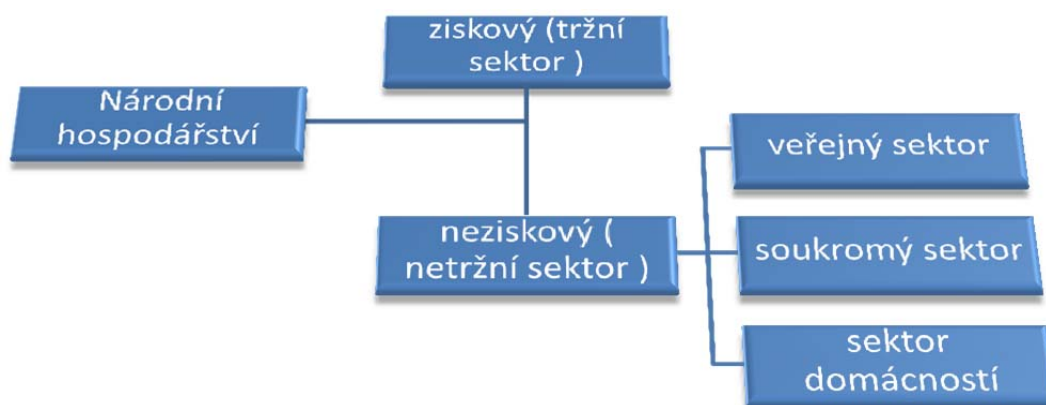 ziskový (tržní
sektor )
Národní
hospodářství
neziskový (
netržní sektor )
veřejný sektor
soukromý sektor
sektor
domácností